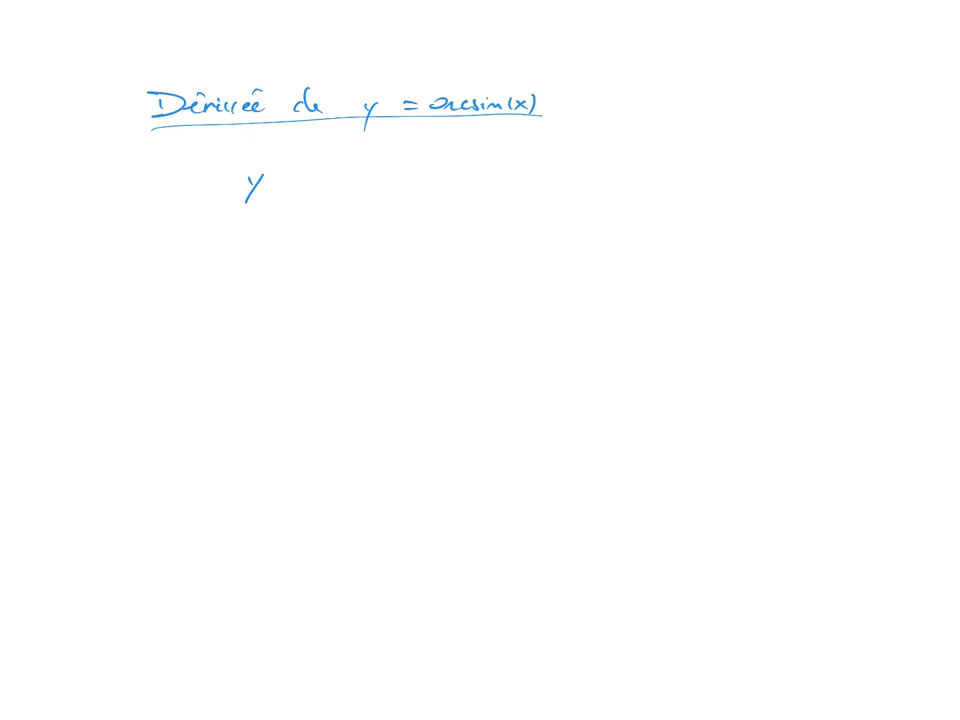 Dérivée de y = arcsin(x)
y